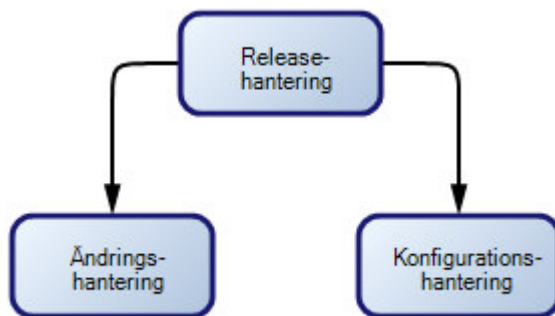 Release-
hantering
Ändrings-
hantering
Konfigurations-
hantering